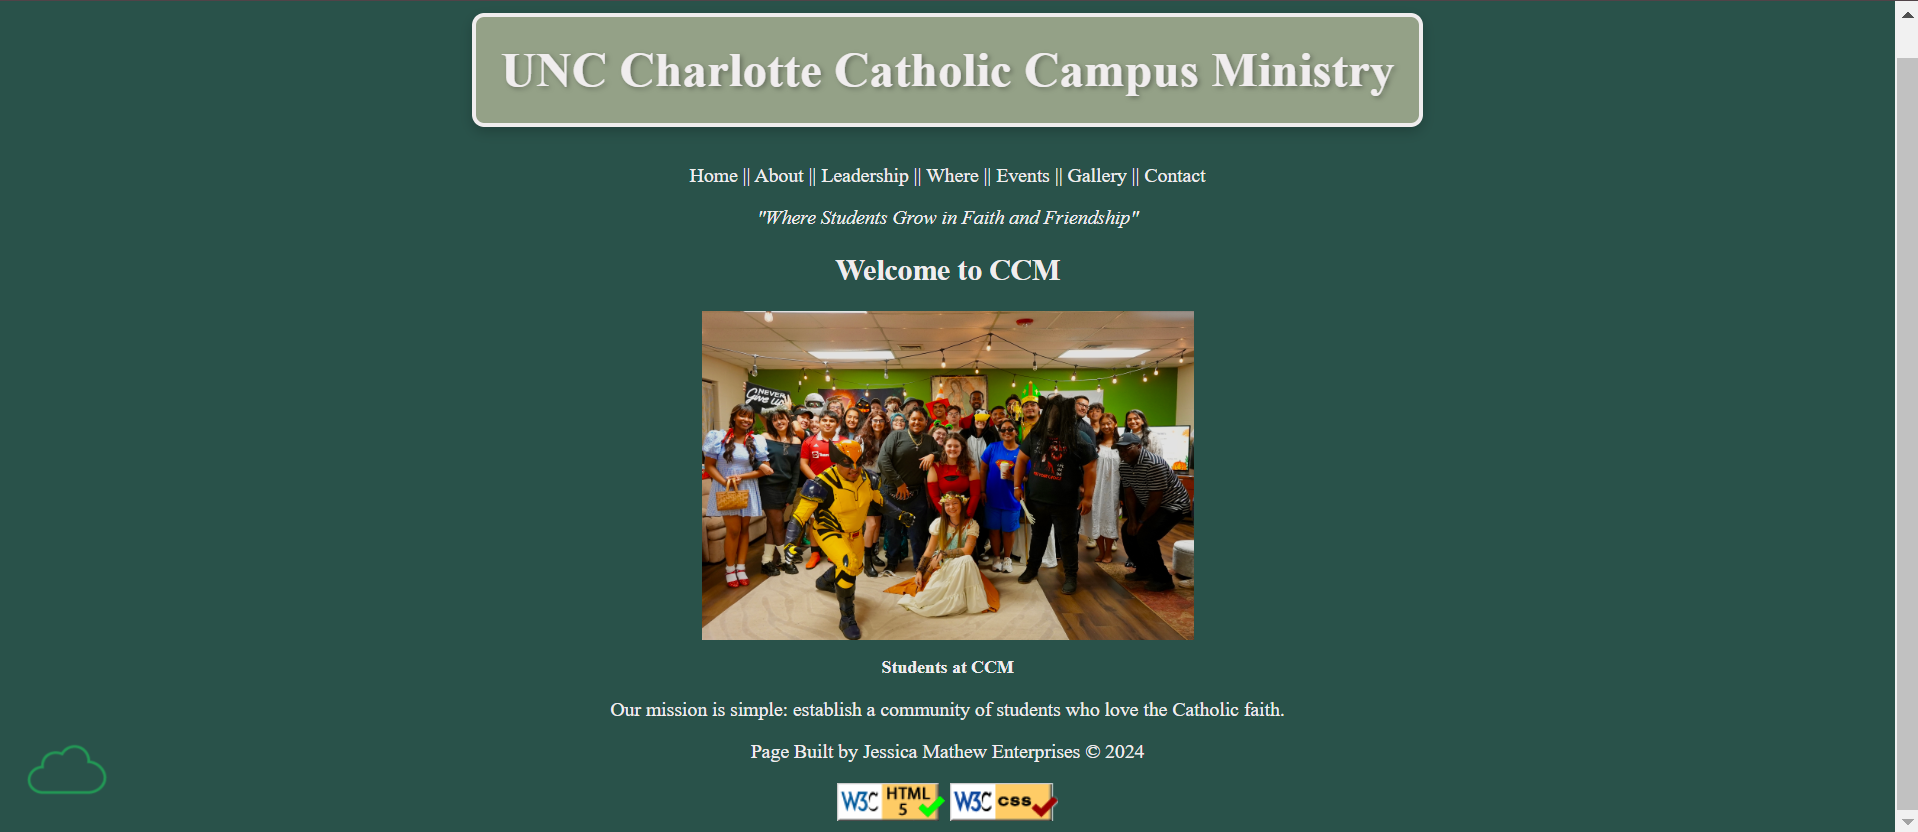 UNC Charlotte Catholic Campus Ministry
Home || About || Leadership || Where || Events || Gallery || Contact
"Where Students Grow in Faith and Friendship"
Welcome to CCM
NEVER
Give up
Students at CCM
Our mission is simple: establish a community of students who love the Catholic faith.
Page Built by Jessica Mathew Enterprises © 2024
W3C HTML 5 W3C css